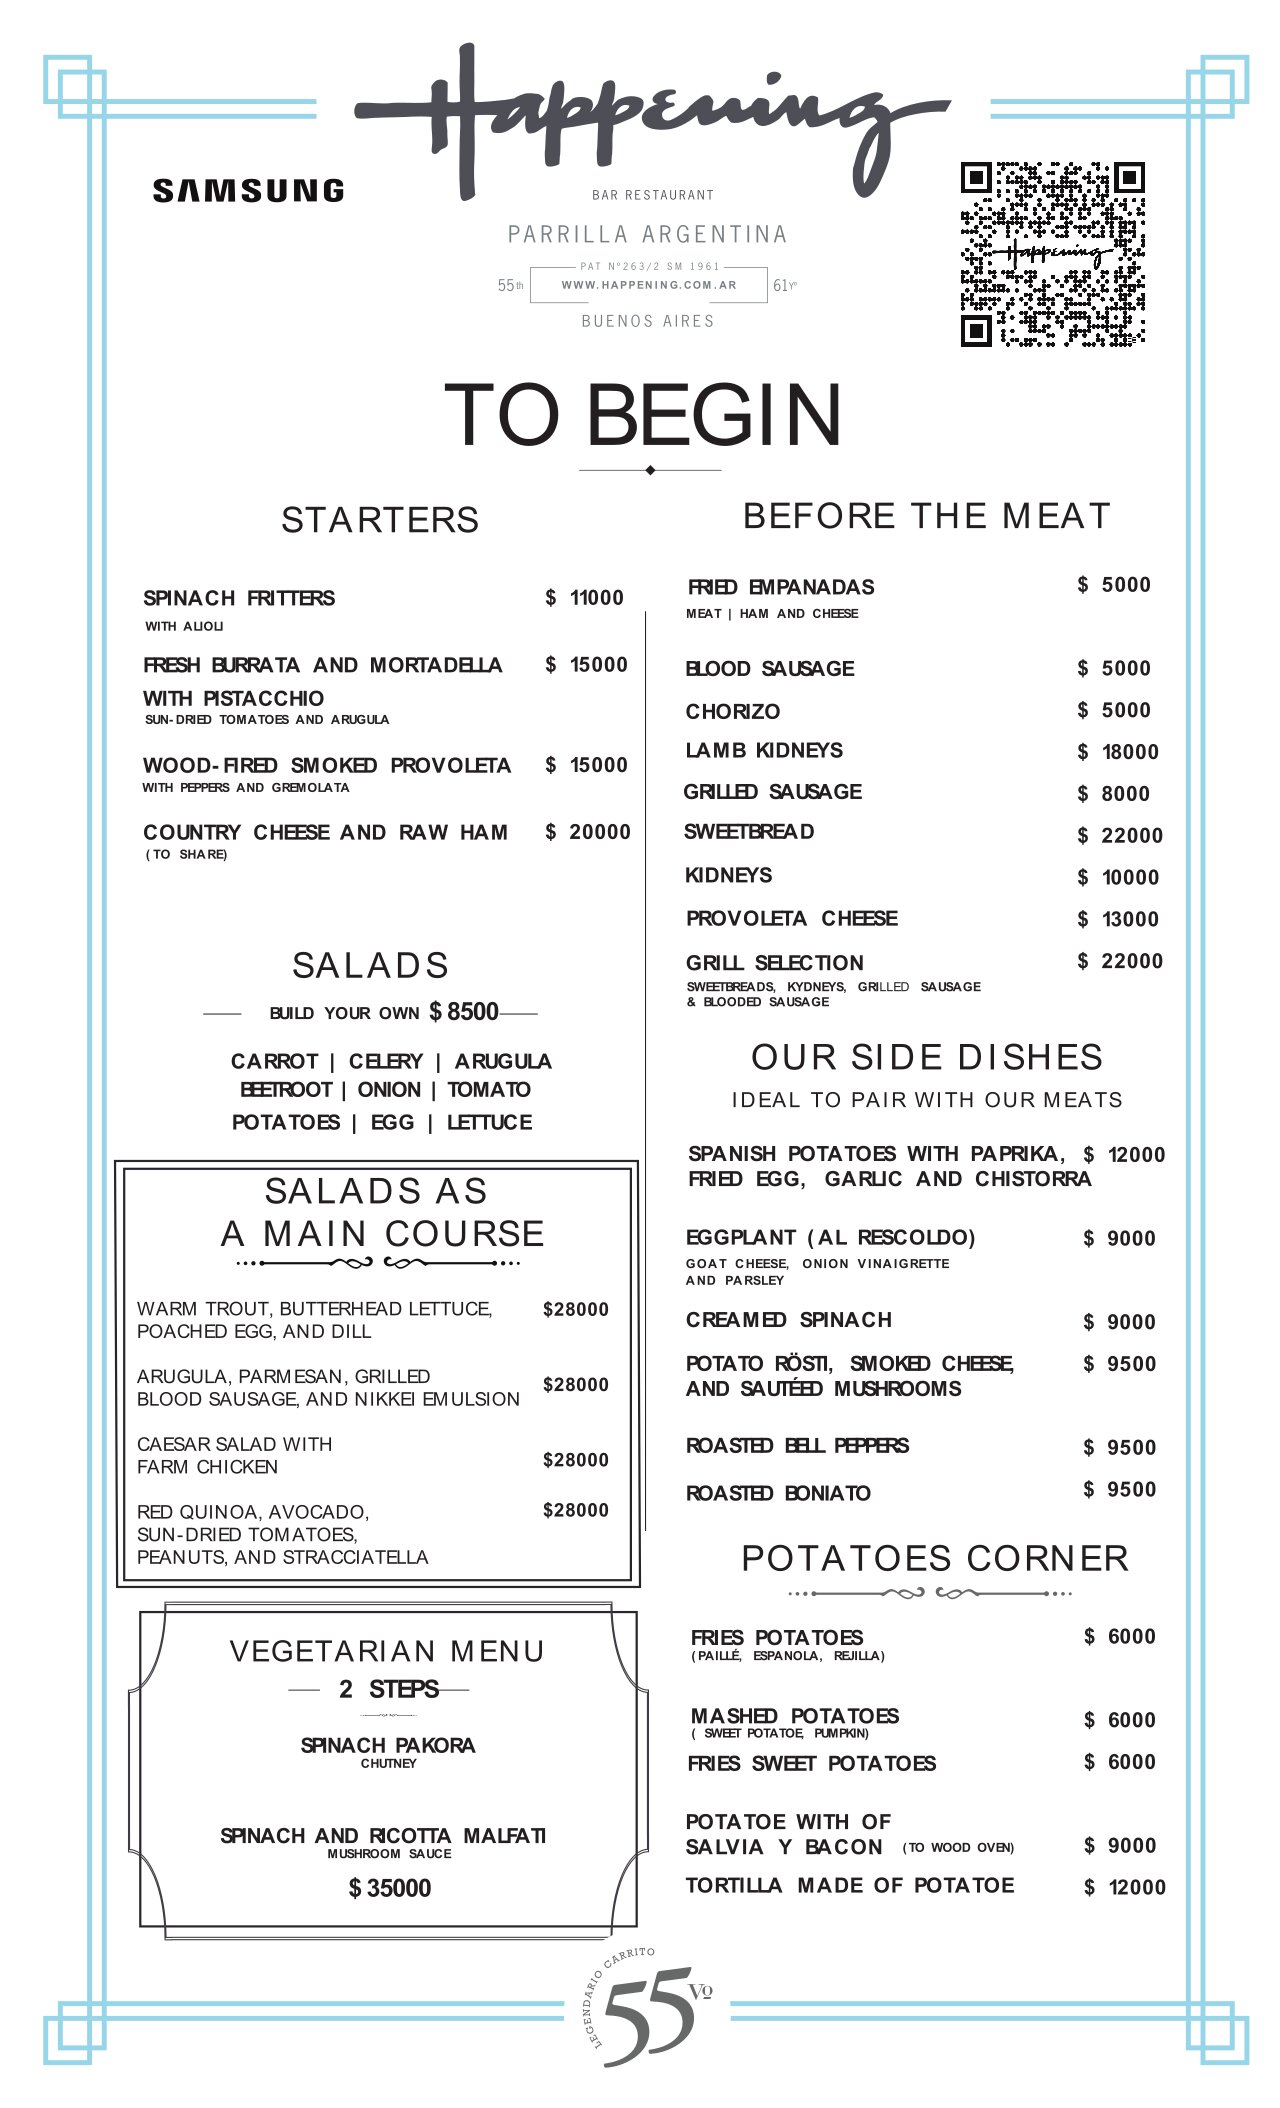 Happening
SAMSUNG
BAR RESTAURANT
PARRILLA ARGENTINA
PAT Nº263/2 SM 1961
55th WWW.HAPPENING.COM.AR 61Yº
BUENOS AIRES
Happening
TO BEGIN
STARTERS
SPINACH FRITTERS $ 11000
WITH ALIOLI
FRESH BURRATA AND MORTADELLA $ 15000
WITH PISTACCHIO
SUN-DRIED TOMATOES AND ARUGULA
WOOD-FIRED SMOKED PROVOLETA $ 15000
WITH PEPPERS AND GREMOLATA
COUNTRY CHEESE AND RAW HAM $ 20000
(TO SHARE)
SALADS
BUILD YOUR OWN $ 8500
CARROT | CELERY | ARUGULA
BEETROOT | ONION | TOMATO
POTATOES | EGG | LETTUCE
SALADS AS
A MAIN COURSE
WARM TROUT, BUTTERHEAD LETTUCE, $28000
POACHED EGG, AND DILL
ARUGULA, PARMESAN, GRILLED
BLOOD SAUSAGE, AND NIKKEI EMULSION $28000
CAESAR SALAD WITH
FARM CHICKEN $28000
RED QUINOA, AVOCADO, $28000
SUN-DRIED TOMATOES,
PEANUTS, AND STRACCIATELLA
VEGETARIAN MENU
2 STEPS
SPINACH PAKORA
CHUTNEY
SPINACH AND RICOTTA MALFATI
MUSHROOM SAUCE
$ 35000
BEFORE THE MEAT
FRIED EMPANADAS $ 5000
MEAT | HAM AND CHEESE
BLOOD SAUSAGE $ 5000
CHORIZO $ 5000
LAMB KIDNEYS $ 18000
GRILLED SAUSAGE $ 8000
SWEETBREAD $ 22000
KIDNEYS $ 10000
PROVOLETA CHEESE $ 13000
GRILL SELECTION $ 22000
SWEETBREADS, KYDNEYS, GRILLED SAUSAGE
& BLOODED SAUSAGE
OUR SIDE DISHES
IDEAL TO PAIR WITH OUR MEATS
SPANISH POTATOES WITH PAPRIKA, $ 12000
FRIED EGG, GARLIC AND CHISTORRA
EGGPLANT (AL RESCOLDO) $ 9000
GOAT CHEESE, ONION VINAIGRETTE
AND PARSLEY
CREAMED SPINACH $ 9000
POTATO RÖSTI, SMOKED CHEESE, $ 9500
AND SAUTÉED MUSHROOMS
ROASTED BELL PEPPERS $ 9500
ROASTED BONIATO $ 9500
POTATOES CORNER
FRIES POTATOES $ 6000
(PAILLÉ, ESPANOLA, REJILLA)
MASHED POTATOES $ 6000
( SWEET POTATOE, PUMPKIN)
FRIES SWEET POTATOES $ 6000
POTATOE WITH OF
SALVIA Y BACON (TO WOOD OVEN) $ 9000
TORTILLA MADE OF POTATOE $ 12000
LEGENDARIO CARRITO
55 Vº